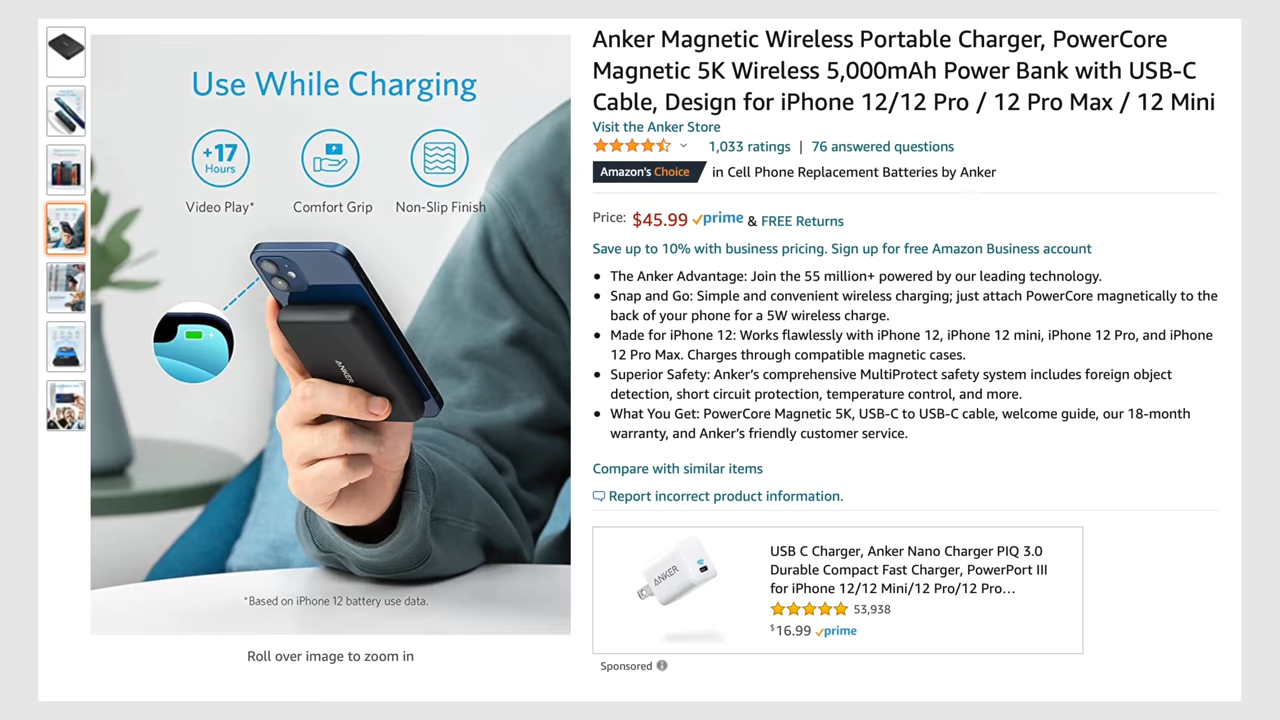 Use While Charging
+17
Hours
Video Play*
Comfort Grip
Non-Slip Finish
ANKER
*Based on iPhone 12 battery use data.
Roll over image to zoom in
Anker Magnetic Wireless Portable Charger, PowerCore
Magnetic 5K Wireless 5,000mAh Power Bank with USB-C
Cable, Design for iPhone 12/12 Pro / 12 Pro Max / 12 Mini
Visit the Anker Store
1,033 ratings | 76 answered questions
Amazon's Choice in Cell Phone Replacement Batteries by Anker
Price: $45.99 prime & FREE Returns
Save up to 10% with business pricing. Sign up for free Amazon Business account
• The Anker Advantage: Join the 55 million+ powered by our leading technology.
• Snap and Go: Simple and convenient wireless charging; just attach PowerCore magnetically to the
back of your phone for a 5W wireless charge.
• Made for iPhone 12: Works flawlessly with iPhone 12, iPhone 12 mini, iPhone 12 Pro, and iPhone
12 Pro Max. Charges through compatible magnetic cases.
• Superior Safety: Anker’s comprehensive MultiProtect safety system includes foreign object
detection, short circuit protection, temperature control, and more.
• What You Get: PowerCore Magnetic 5K, USB-C to USB-C cable, welcome guide, our 18-month
warranty, and Anker’s friendly customer service.
Compare with similar items
Report incorrect product information.
ANKER
USB C Charger, Anker Nano Charger PIQ 3.0
Durable Compact Fast Charger, PowerPort III
for iPhone 12/12 Mini/12 Pro/12 Pro…
53,938
$16.99 prime
Sponsored